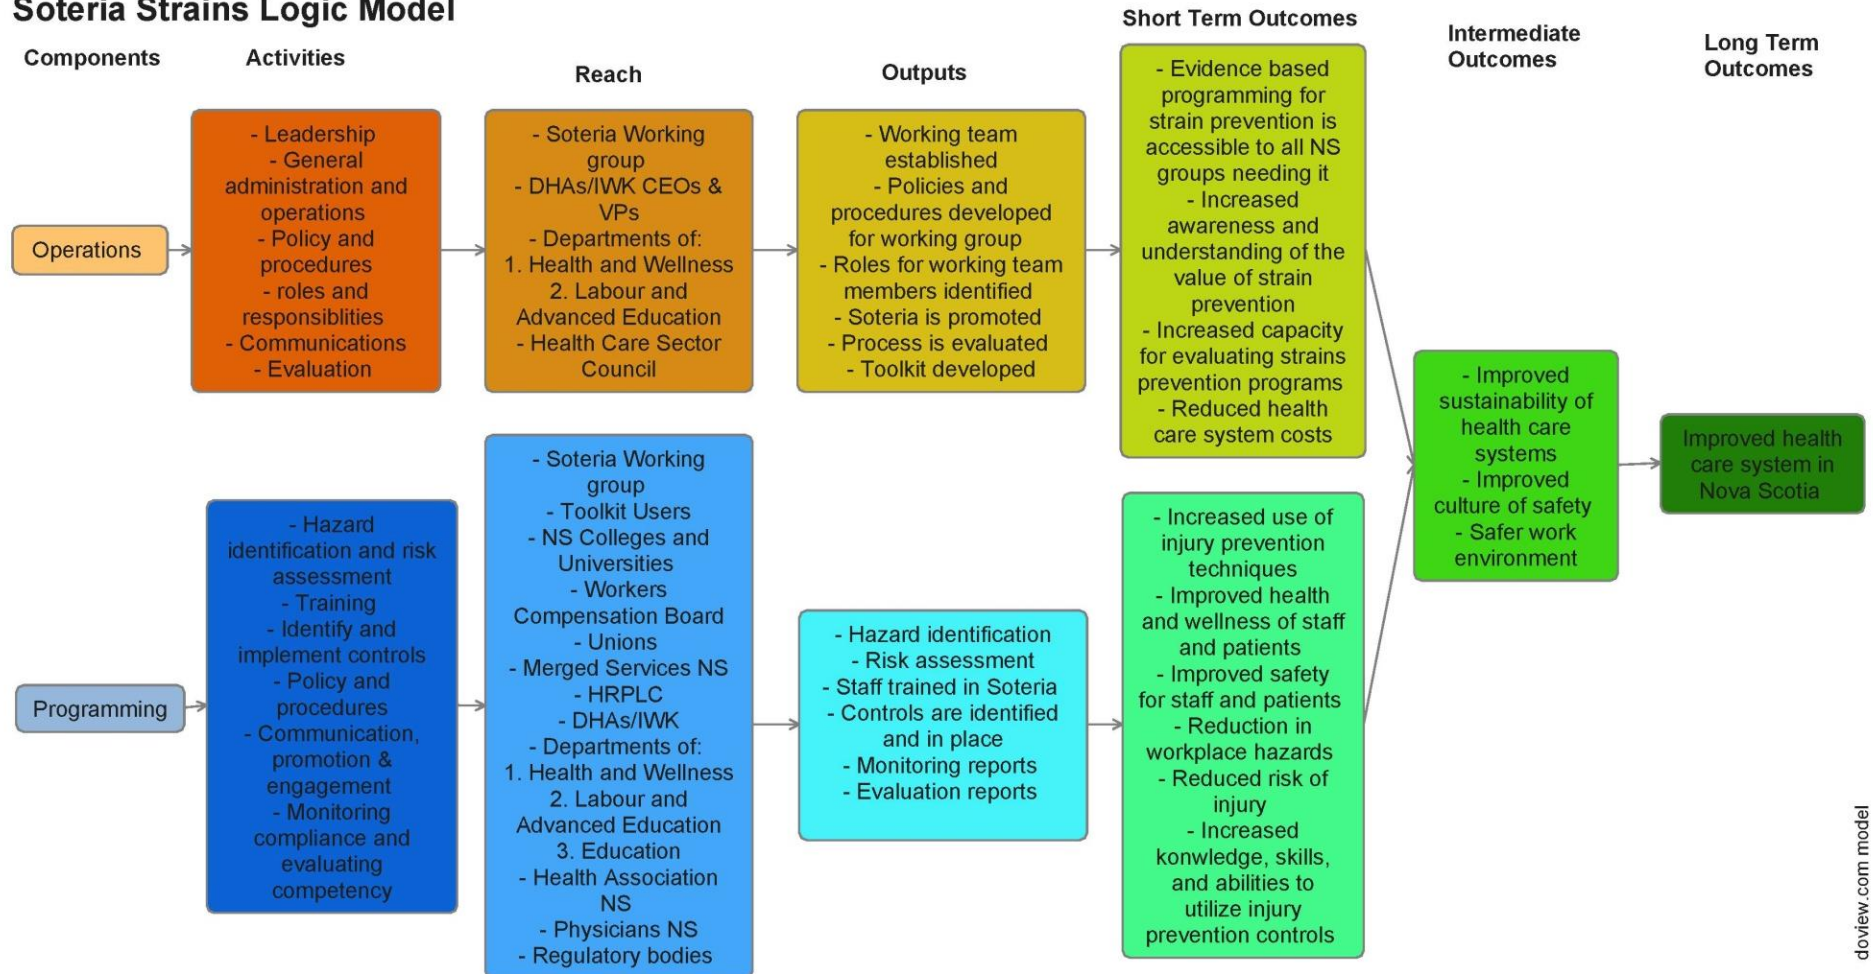 Soteria Strains Logic Model
Components
Activities
Reach
Outputs
Short Term Outcomes
Intermediate
Outcomes
Long Term
Outcomes
Operations
- Leadership
- General
administration and
operations
- Policy and
procedures
- roles and
responsiblities
- Communications
- Evaluation
- Soteria Working
group
- DHAs/IWK CEOs &
VPs
- Departments of:
1. Health and Wellness
2. Labour and
Advanced Education
- Health Care Sector
Council
- Working team
established
- Policies and
procedures developed
for working group
- Roles for working team
members identified
- Soteria is promoted
- Process is evaluated
- Toolkit developed
- Evidence based
programming for
strain prevention is
accessible to all NS
groups needing it
- Increased
awareness and
understanding of the
value of strain
prevention
- Increased capacity
for evaluating strains
prevention programs
- Reduced health
care system costs
Programming
- Hazard
identification and risk
assessment
- Training
- Identify and
implement controls
- Policy and
procedures
- Communication,
promotion &
engagement
- Monitoring
compliance and
evaluating
competency
- Soteria Working
group
- Toolkit Users
- NS Colleges and
Universities
- Workers
Compensation Board
- Unions
- Merged Services NS
- HRPLC
- DHAs/IWK
- Departments of:
1. Health and Wellness
2. Labour and
Advanced Education
3. Education
- Health Association
NS
- Physicians NS
- Regulatory bodies
- Hazard identification
- Risk assessment
- Staff trained in Soteria
- Controls are identified
and in place
- Monitoring reports
- Evaluation reports
- Increased use of
injury prevention
techniques
- Improved health
and wellness of staff
and patients
- Improved safety
for staff and patients
- Reduction in
workplace hazards
- Reduced risk of
injury
- Increased
konwledge, skills,
and abilities to
utilize injury
prevention controls
- Improved
sustainability of
health care
systems
- Improved
culture of safety
- Safer work
environment
Improved health
care system in
Nova Scotia
doview.com model